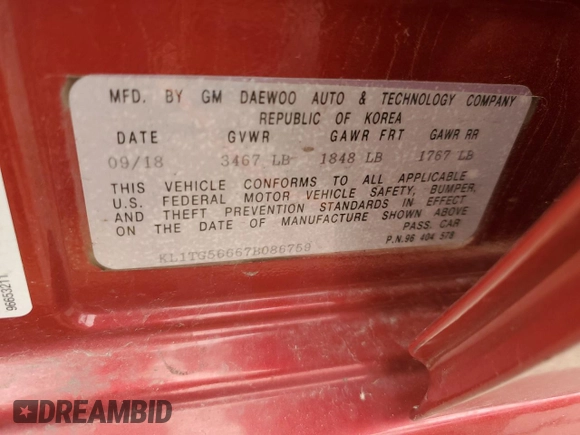 MFD. BY GM DAEWOO AUTO & TECHNOLOGY COMPANY
REPUBLIC OF KOREA
DATE GVWR GAWR FRT GAWR RR
09/18 3467 LB 1848 LB 1767 LB
THIS VEHICLE CONFORMS TO ALL APPLICABLE
U.S. FEDERAL MOTOR VEHICLE SAFETY, BUMPER,
AND THEFT PREVENTION STANDARDS IN EFFECT
ON THE DATE OF MANUFACTURE SHOWN ABOVE
PASS. CAR
P.N.96 404 578
KL1TG56667B086759
96653211
DREAMBID